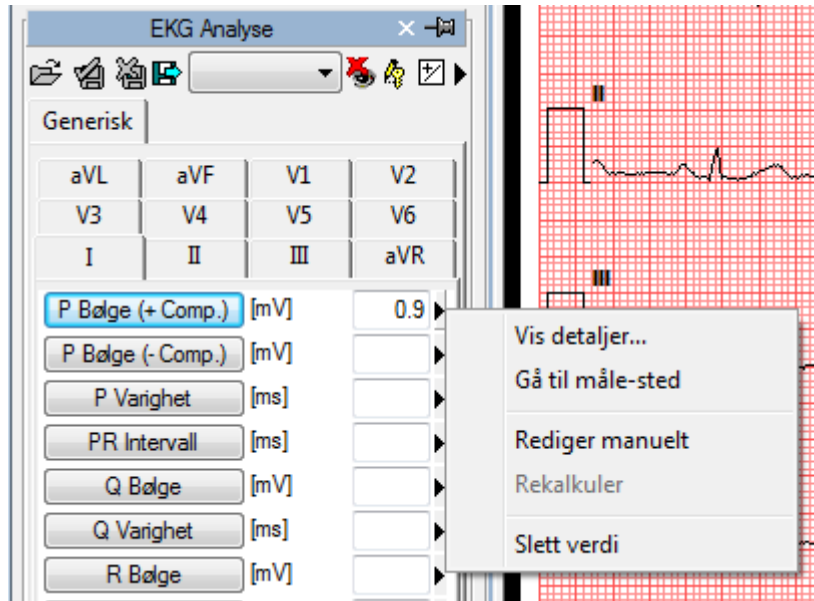 EKG Analyse
Generisk
aVL aVF V1 V2
V3 V4 V5 V6
I II III aVR
P Bølge (+ Comp.) [mV] 0.9
P Bølge (- Comp.) [mV]
P Varighet [ms]
PR Intervall [ms]
Q Bølge [mV]
Q Varighet [ms]
R Bølge [mV]
Vis detaljer...
Gå til måle-sted
Rediger manuelt
Rekalkuler
Slett verdi
II
III